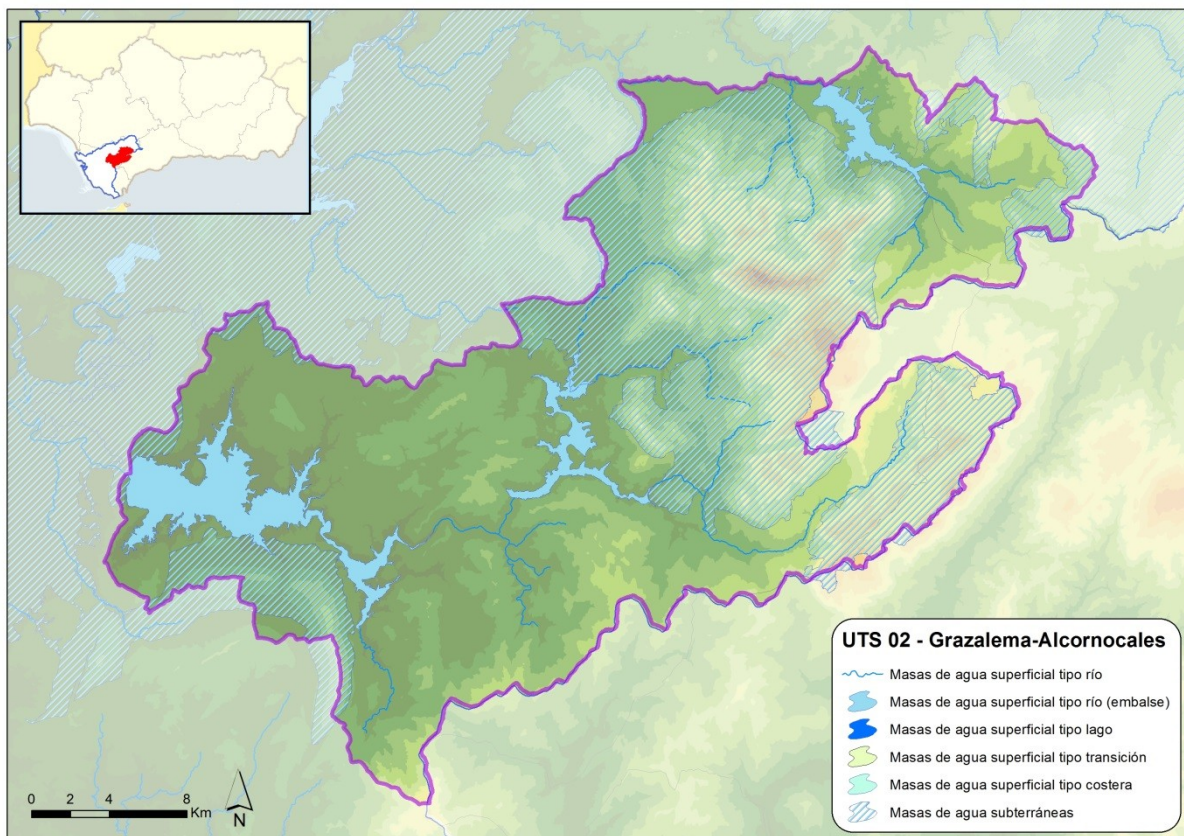 UTS 02 - Grazalema-Alcornocales
Masas de agua superficial tipo río
Masas de agua superficial tipo río (embalse)
Masas de agua superficial tipo lago
Masas de agua superficial tipo transición
Masas de agua superficial tipo costera
Masas de agua subterráneas
0 2 4 8
Km
N